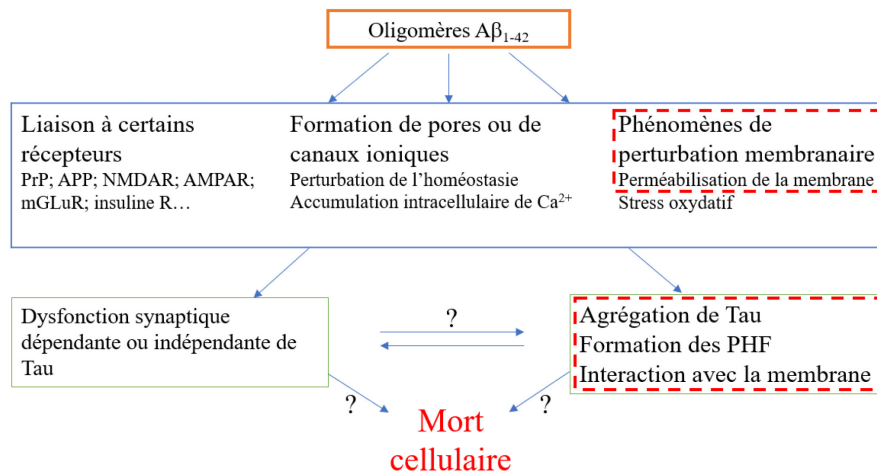 Oligomères Aβ1-42
Liaison à certains
récepteurs
PrP; APP; NMDAR; AMPAR;
mGLuR; insuline R…
Formation de pores ou de
canaux ioniques
Perturbation de l’homéostasie
Accumulation intracellulaire de Ca2+
Phénomènes de
perturbation membranaire
Perméabilisation de la membrane
Stress oxydatif
Dysfonction synaptique
dépendante ou indépendante de
Tau
?
Agrégation de Tau
Formation des PHF
Interaction avec la membrane
?
?
Mort
cellulaire